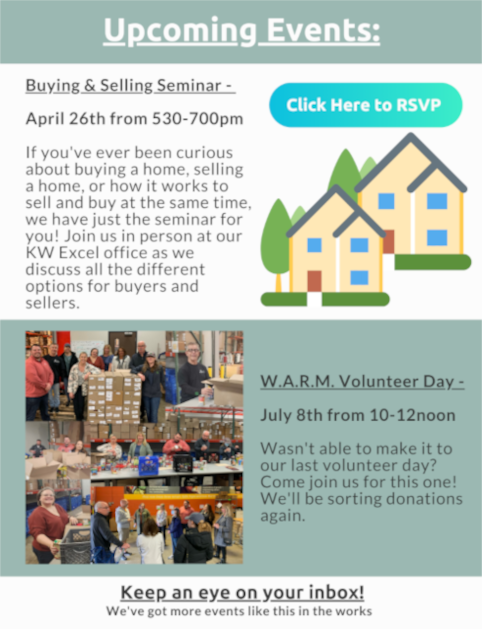 Upcoming Events:
Buying & Selling Seminar -
April 26th from 530-700pm
Click Here to RSVP
If you've ever been curious
about buying a home, selling
a home, or how it works to
sell and buy at the same time,
we have just the seminar for
you! Join us in person at our
KW Excel office as we
discuss all the different
options for buyers and
sellers.
W.A.R.M. Volunteer Day -
July 8th from 10-12noon
Wasn't able to make it to
our last volunteer day?
Come join us for this one!
We'll be sorting donations
again.
Keep an eye on your inbox!
We've got more events like this in the works